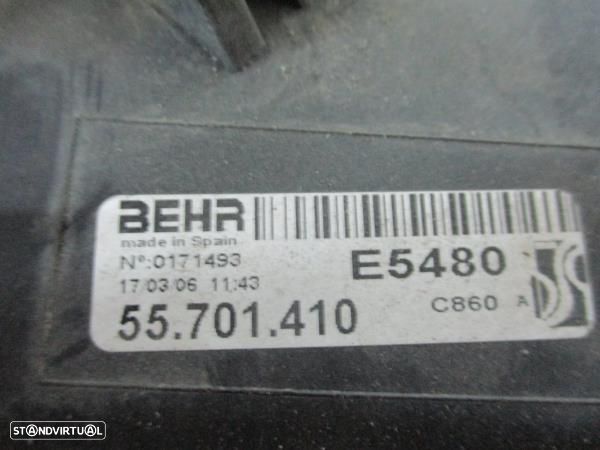 BEHR
made in Spain
Nº:0171493
E5480
17/03/06 11:43
C860 A
55.701.410
STANDVIRTUAL